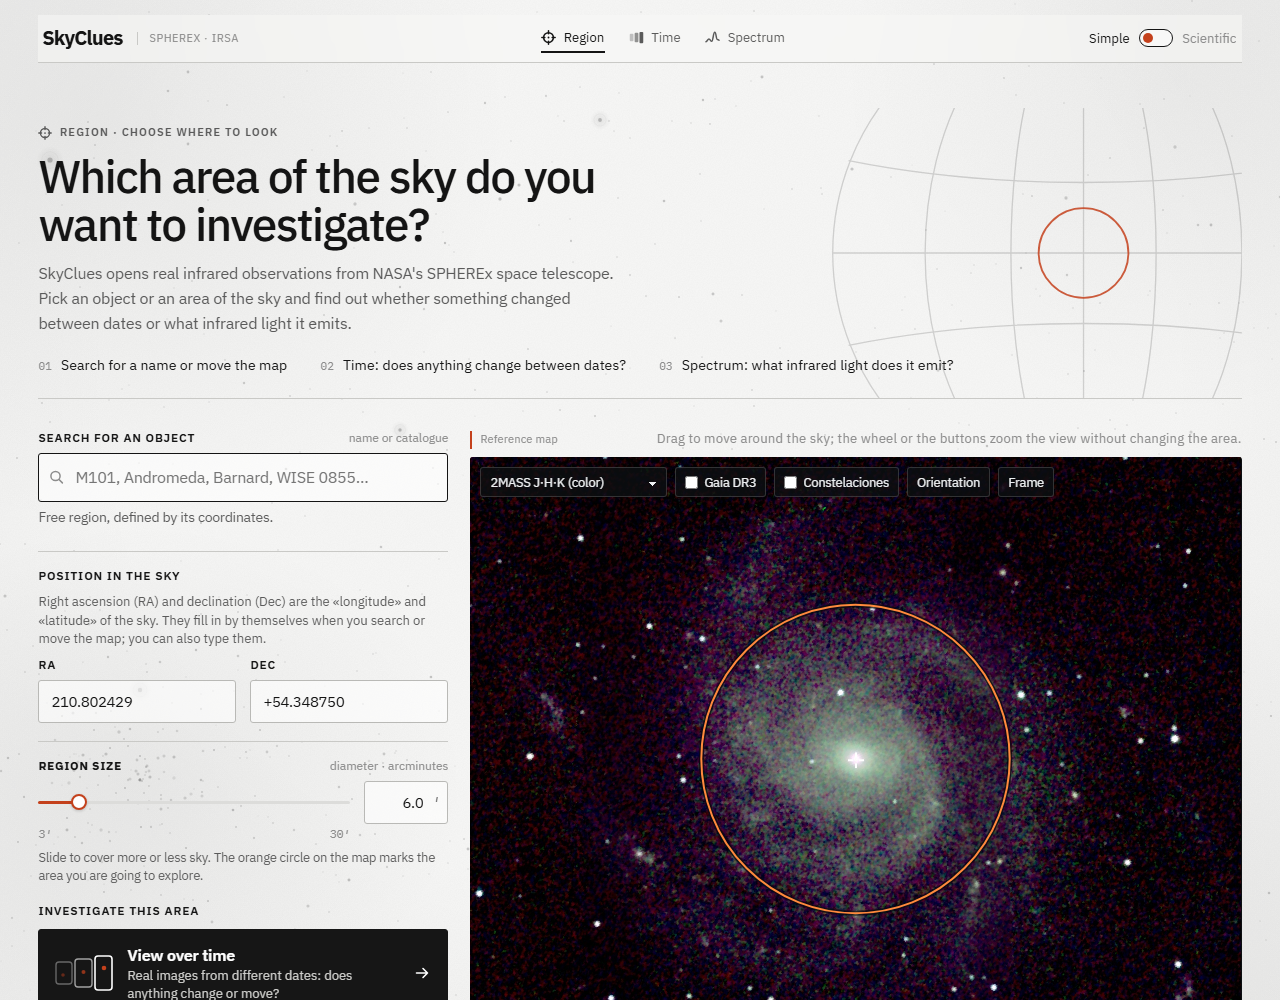 SkyClues
SPHEREX · IRSA
Region
Time
Spectrum
Simple
Scientific
REGION · CHOOSE WHERE TO LOOK
Which area of the sky do you
want to investigate?
SkyClues opens real infrared observations from NASA's SPHEREx space telescope.
Pick an object or an area of the sky and find out whether something changed
between dates or what infrared light it emits.
01 Search for a name or move the map
02 Time: does anything change between dates?
03 Spectrum: what infrared light does it emit?
SEARCH FOR AN OBJECT
name or catalogue
M101, Andromeda, Barnard, WISE 0855...
Free region, defined by its coordinates.
POSITION IN THE SKY
Right ascension (RA) and declination (Dec) are the «longitude» and
«latitude» of the sky. They fill in by themselves when you search or
move the map; you can also type them.
RA
DEC
210.802429
+54.348750
REGION SIZE
diameter · arcminutes
6.0 ′
3′
30′
Slide to cover more or less sky. The orange circle on the map marks the
area you are going to explore.
INVESTIGATE THIS AREA
View over time
Real images from different dates: does
anything change or move?
Reference map
Drag to move around the sky; the wheel or the buttons zoom the view without changing the area.
2MASS J·H·K (color)
Gaia DR3
Constelaciones
Orientation
Frame